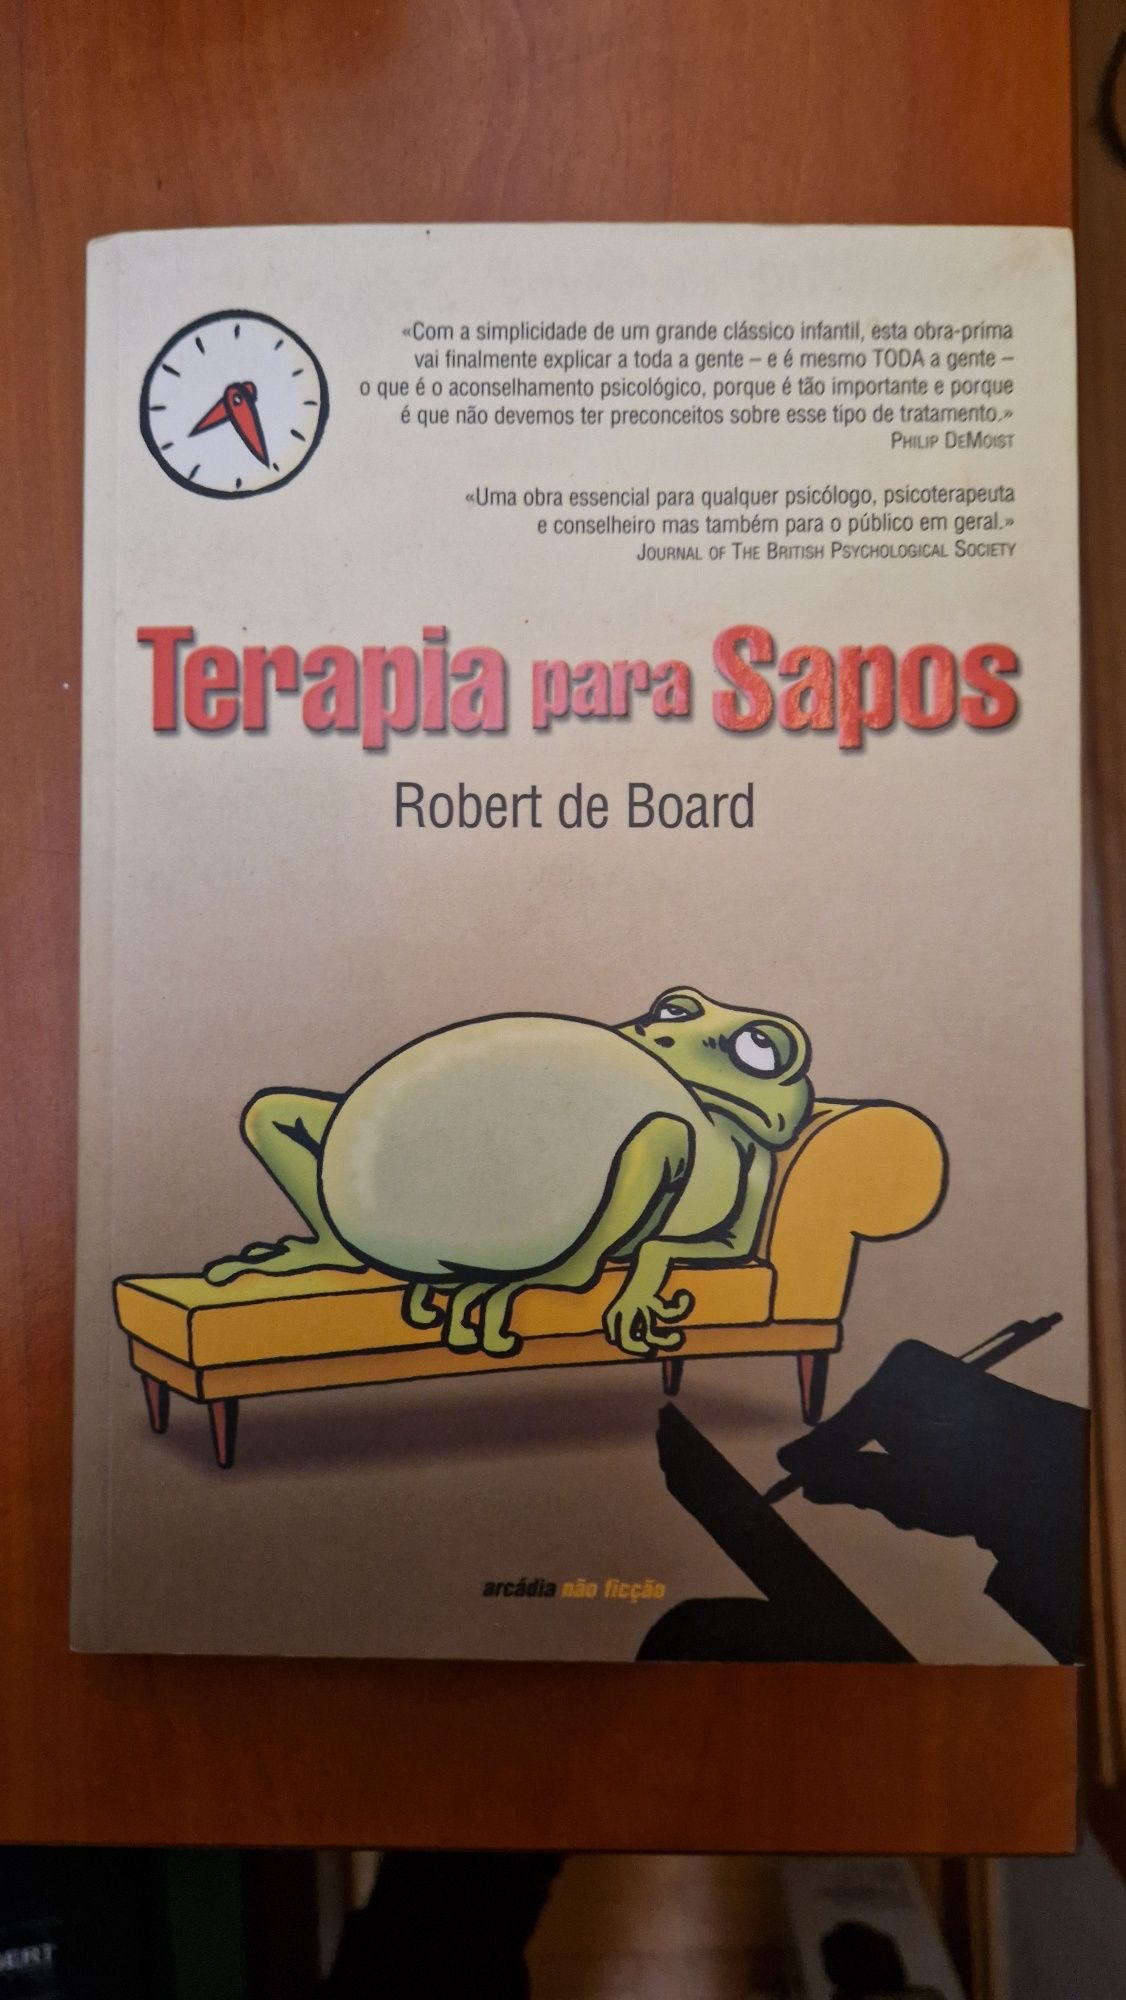 «Com a simplicidade de um grande clássico infantil, esta obra-prima
vai finalmente explicar a toda a gente – e é mesmo TODA a gente –
o que é o aconselhamento psicológico, porque é tão importante e porque
é que não devemos ter preconceitos sobre esse tipo de tratamento.»
PHILIP DEMOIST
«Uma obra essencial para qualquer psicólogo, psicoterapeuta
e conselheiro mas também para o público em geral.»
JOURNAL OF THE BRITISH PSYCHOLOGICAL SOCIETY
Terapia para Sapos
Robert de Board
arcádia não ficção